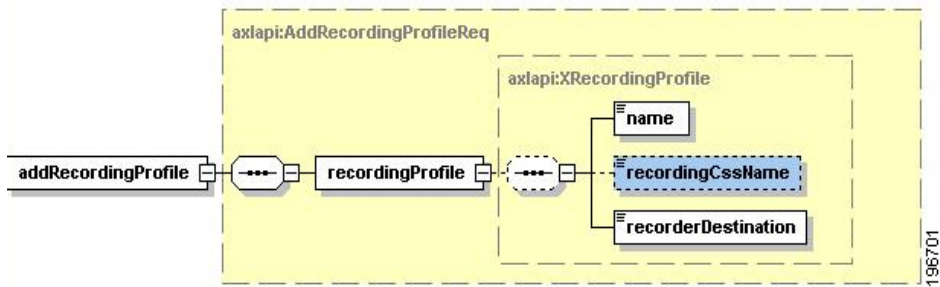 axlapi:AddRecordingProfileReq
axlapi:XRecordingProfile
name
addRecordingProfile
recordingProfile
recordingCssName
recorderDestination
196701